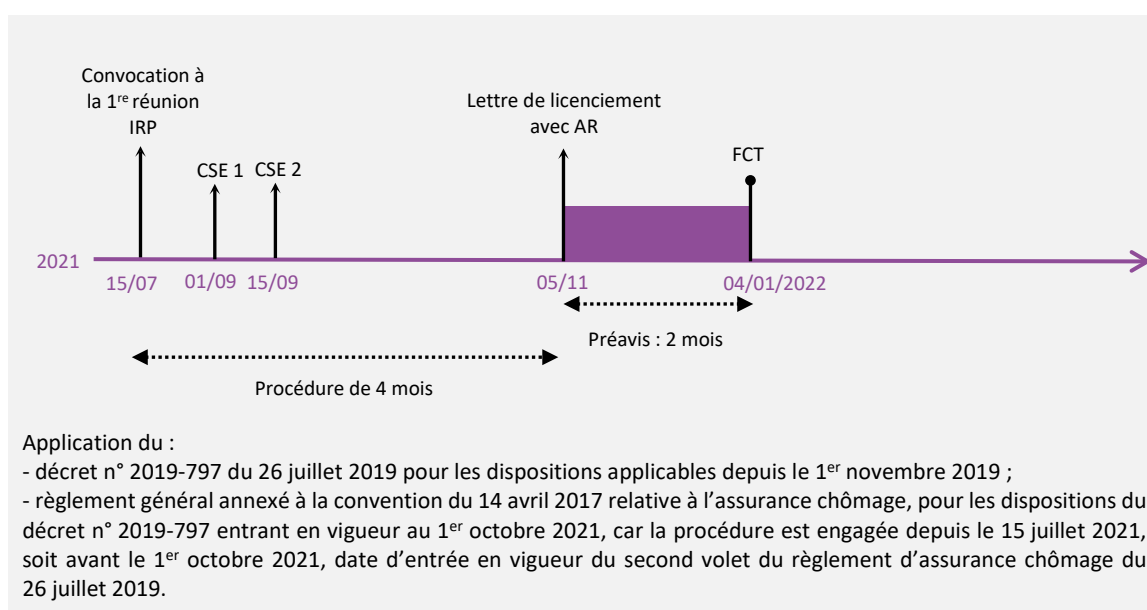 Convocation à
la 1re réunion
IRP
Lettre de licenciement
avec AR
CSE 1 CSE 2
FCT
2021
15/07 01/09 15/09 05/11 04/01/2022
Préavis : 2 mois
Procédure de 4 mois
Application du :
- décret n° 2019-797 du 26 juillet 2019 pour les dispositions applicables depuis le 1er novembre 2019 ;
- règlement général annexé à la convention du 14 avril 2017 relative à l’assurance chômage, pour les dispositions du
décret n° 2019-797 entrant en vigueur au 1er octobre 2021, car la procédure est engagée depuis le 15 juillet 2021,
soit avant le 1er octobre 2021, date d’entrée en vigueur du second volet du règlement d’assurance chômage du
26 juillet 2019.